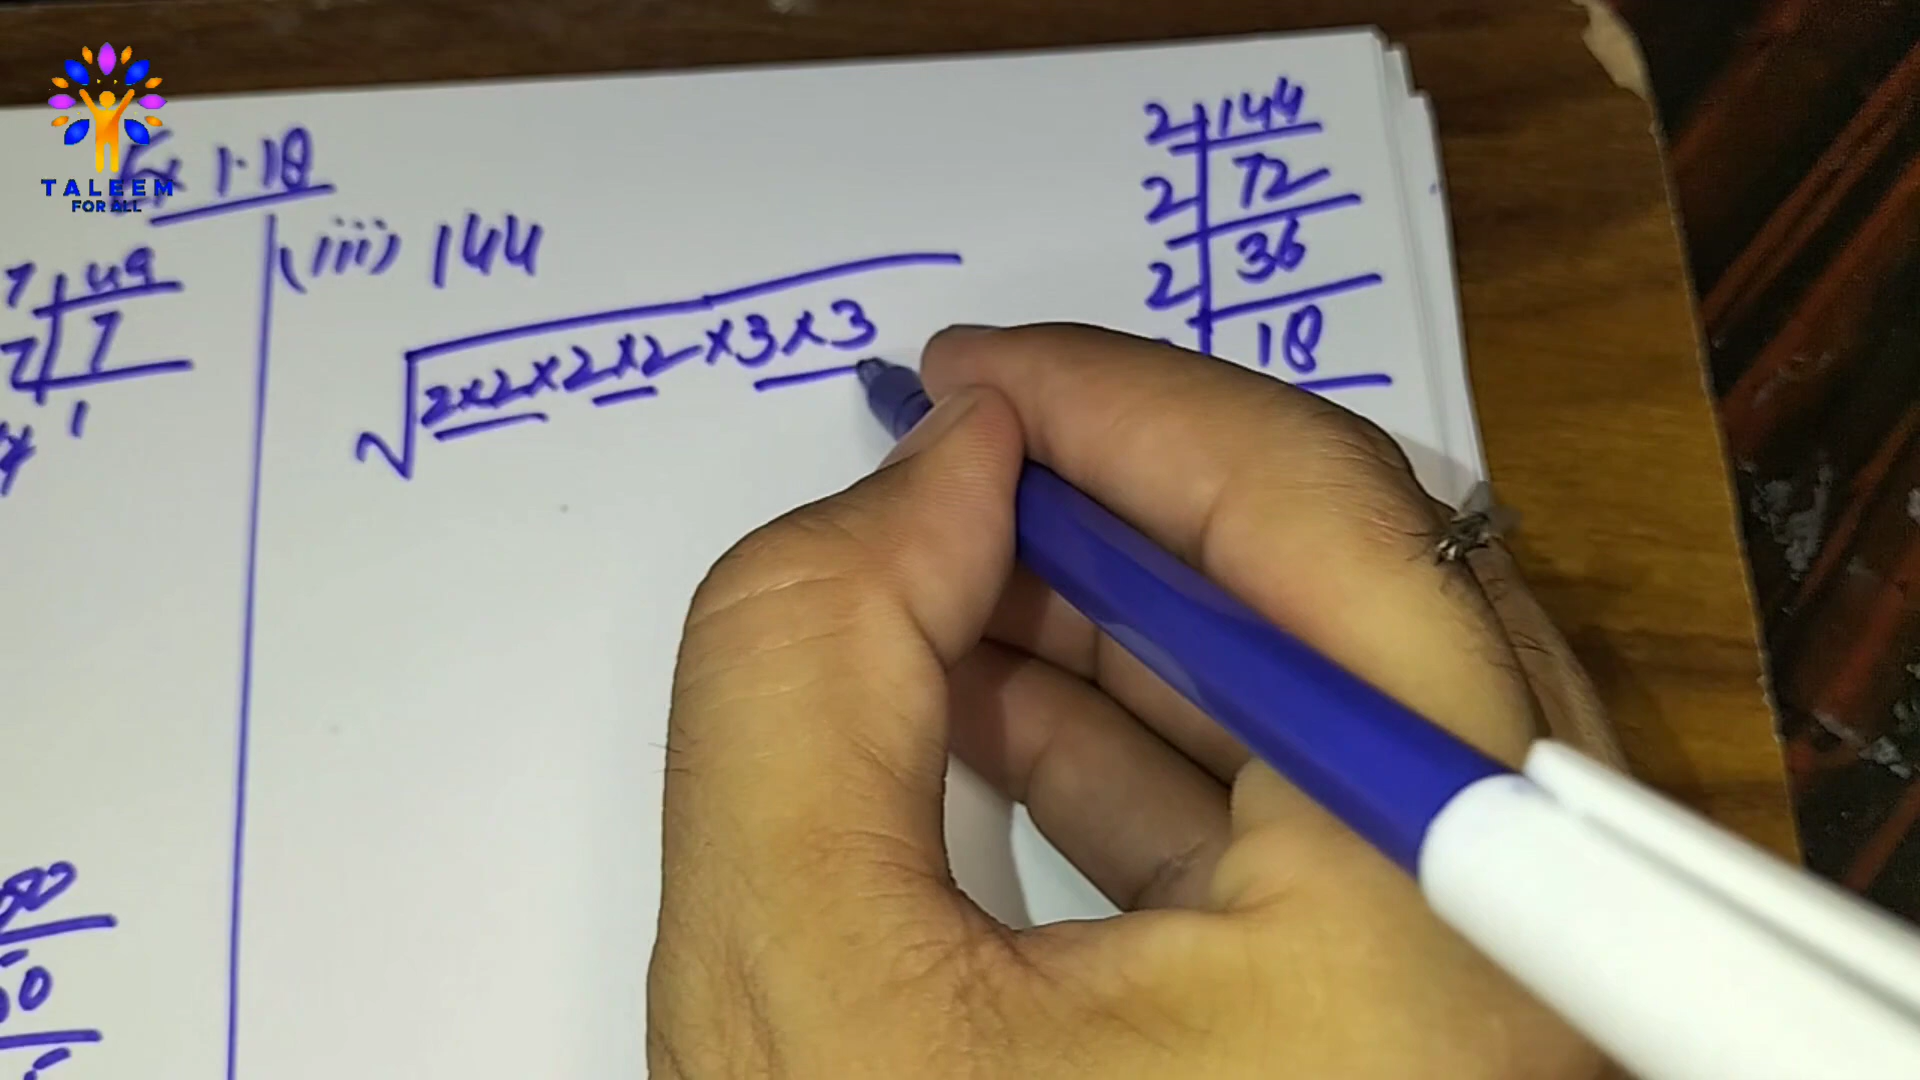 TALEEM
FOR ALL
Ex 1.18
7 49
7 7
1
(iii) 144
√2×2×2×2×3×3
2 144
2 72
2 36
18